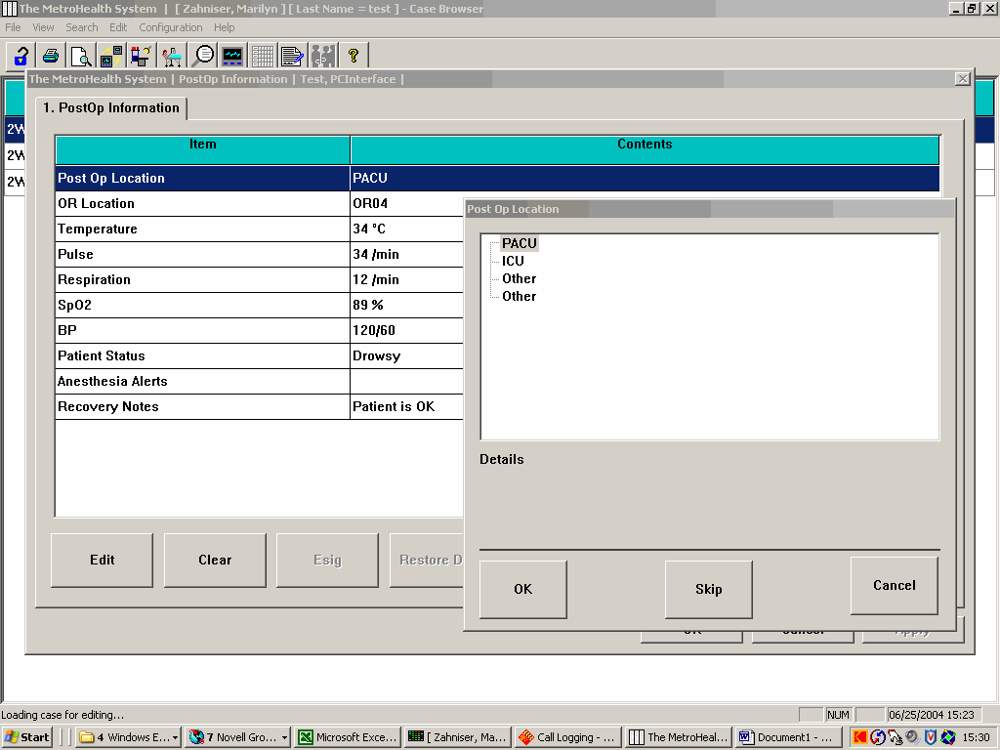 The MetroHealth System | [ Zahniser, Marilyn ] [ Last Name = test ] - Case Browser
File View Search Edit Configuration Help
The MetroHealth System | PostOp Information | Test, PCInterface |
1. PostOp Information
Item Contents
2W
Post Op Location PACU
2W
OR Location OR04
2W
Temperature 34 °C
Pulse 34 /min
Respiration 12 /min
SpO2 89 %
BP 120/60
Patient Status Drowsy
Anesthesia Alerts
Recovery Notes Patient is OK
Post Op Location
PACU
ICU
Other
Other
Details
Edit Clear Esig Restore D
OK Skip Cancel
OK Cancel Apply
Loading case for editing... NUM 06/25/2004 15:23
Start 4 Windows E... 7 Novell Gro... Microsoft Exce... [ Zahniser, Ma... Call Logging - ... The MetroHeal... Document1 - ... 15:30